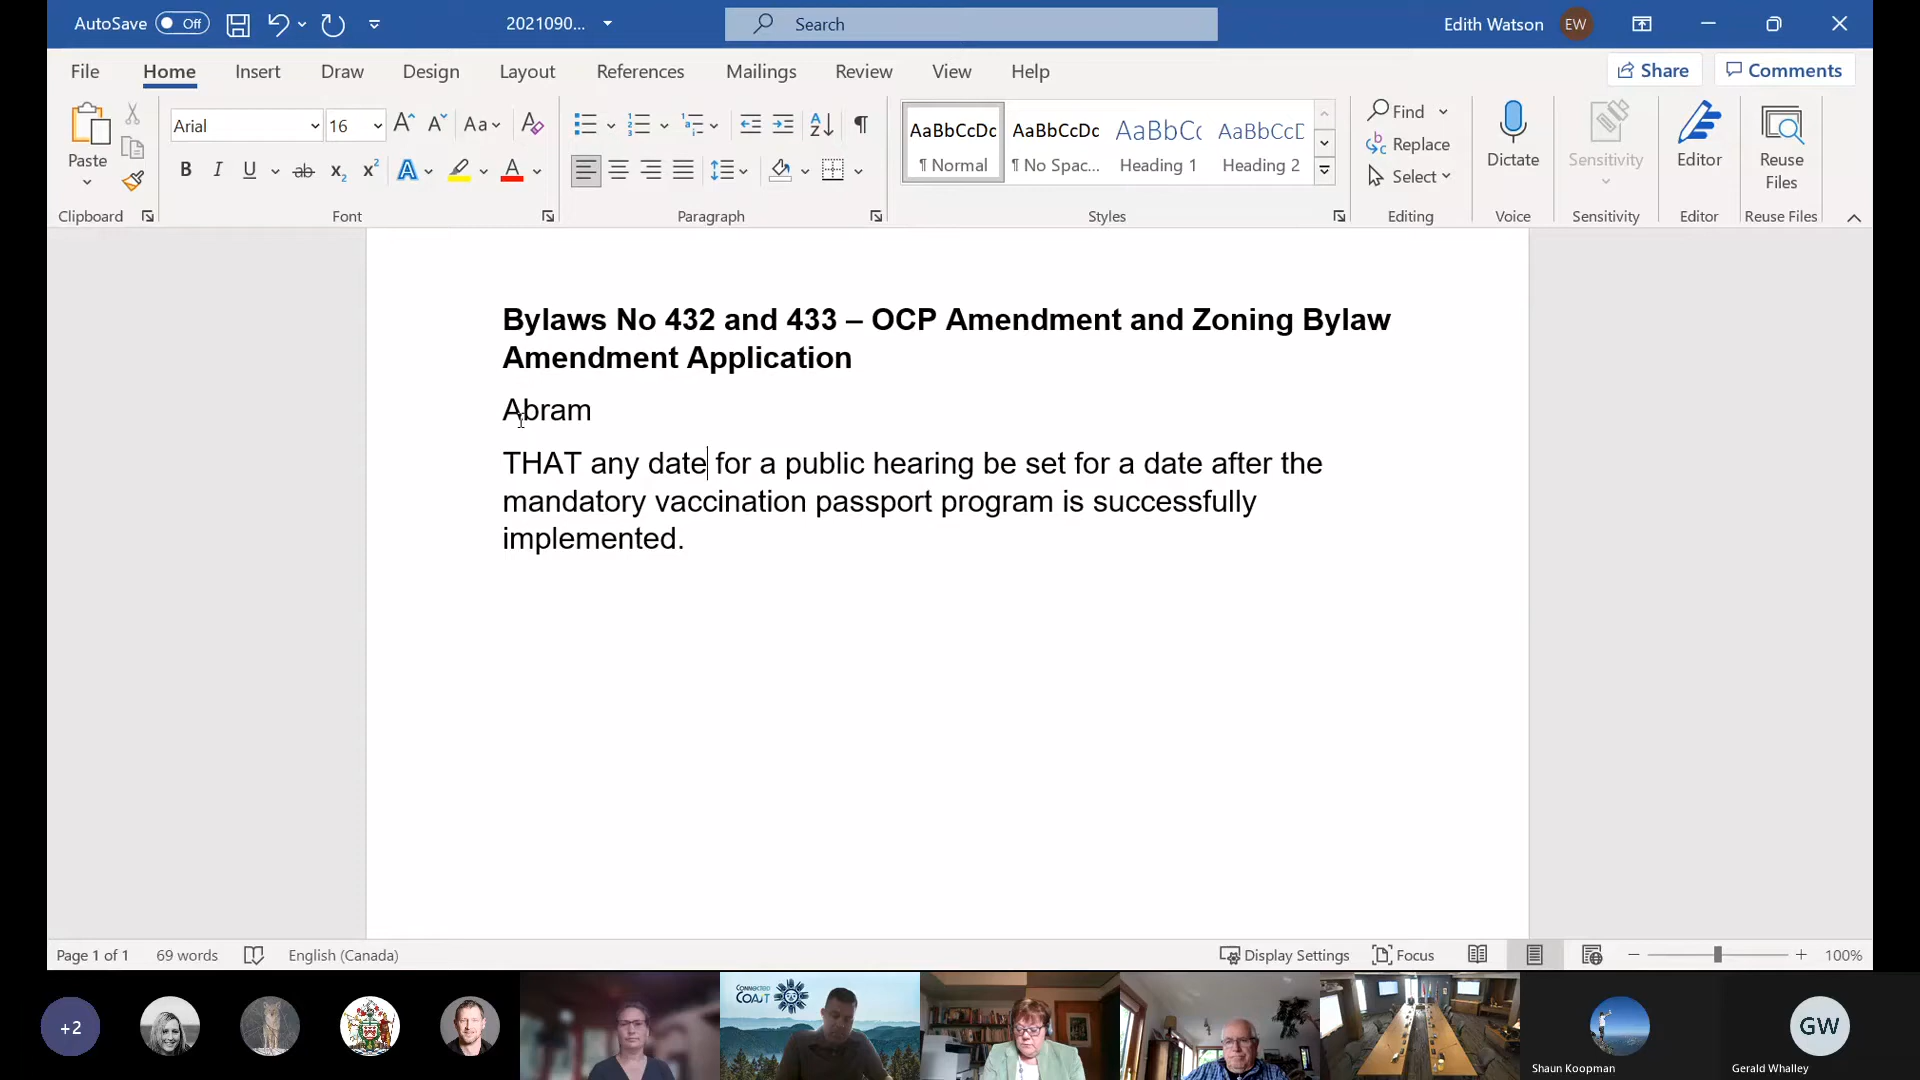 AutoSave Off 2021090... Search Edith Watson EW
File Home Insert Draw Design Layout References Mailings Review View Help Share Comments
Paste
Arial 16
Aa
AaBbCcDc AaBbCcDc AaBbCc AaBbCcD
¶ Normal ¶ No Spac... Heading 1 Heading 2
Find
Replace
Select
Dictate
Sensitivity
Editor
Reuse
Files
Clipboard Font Paragraph Styles Editing Voice Sensitivity Editor Reuse Files
Bylaws No 432 and 433 – OCP Amendment and Zoning Bylaw
Amendment Application
Abram
THAT any date for a public hearing be set for a date after the
mandatory vaccination passport program is successfully
implemented.
Page 1 of 1 69 words English (Canada) Display Settings Focus 100%
+2
CONNECTED
COAST
GW
Shaun Koopman
Gerald Whalley